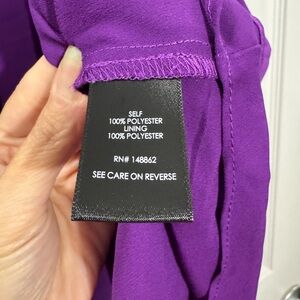 SELF
100% POLYESTER
LINING
100% POLYESTER
RN# 148862
SEE CARE ON REVERSE